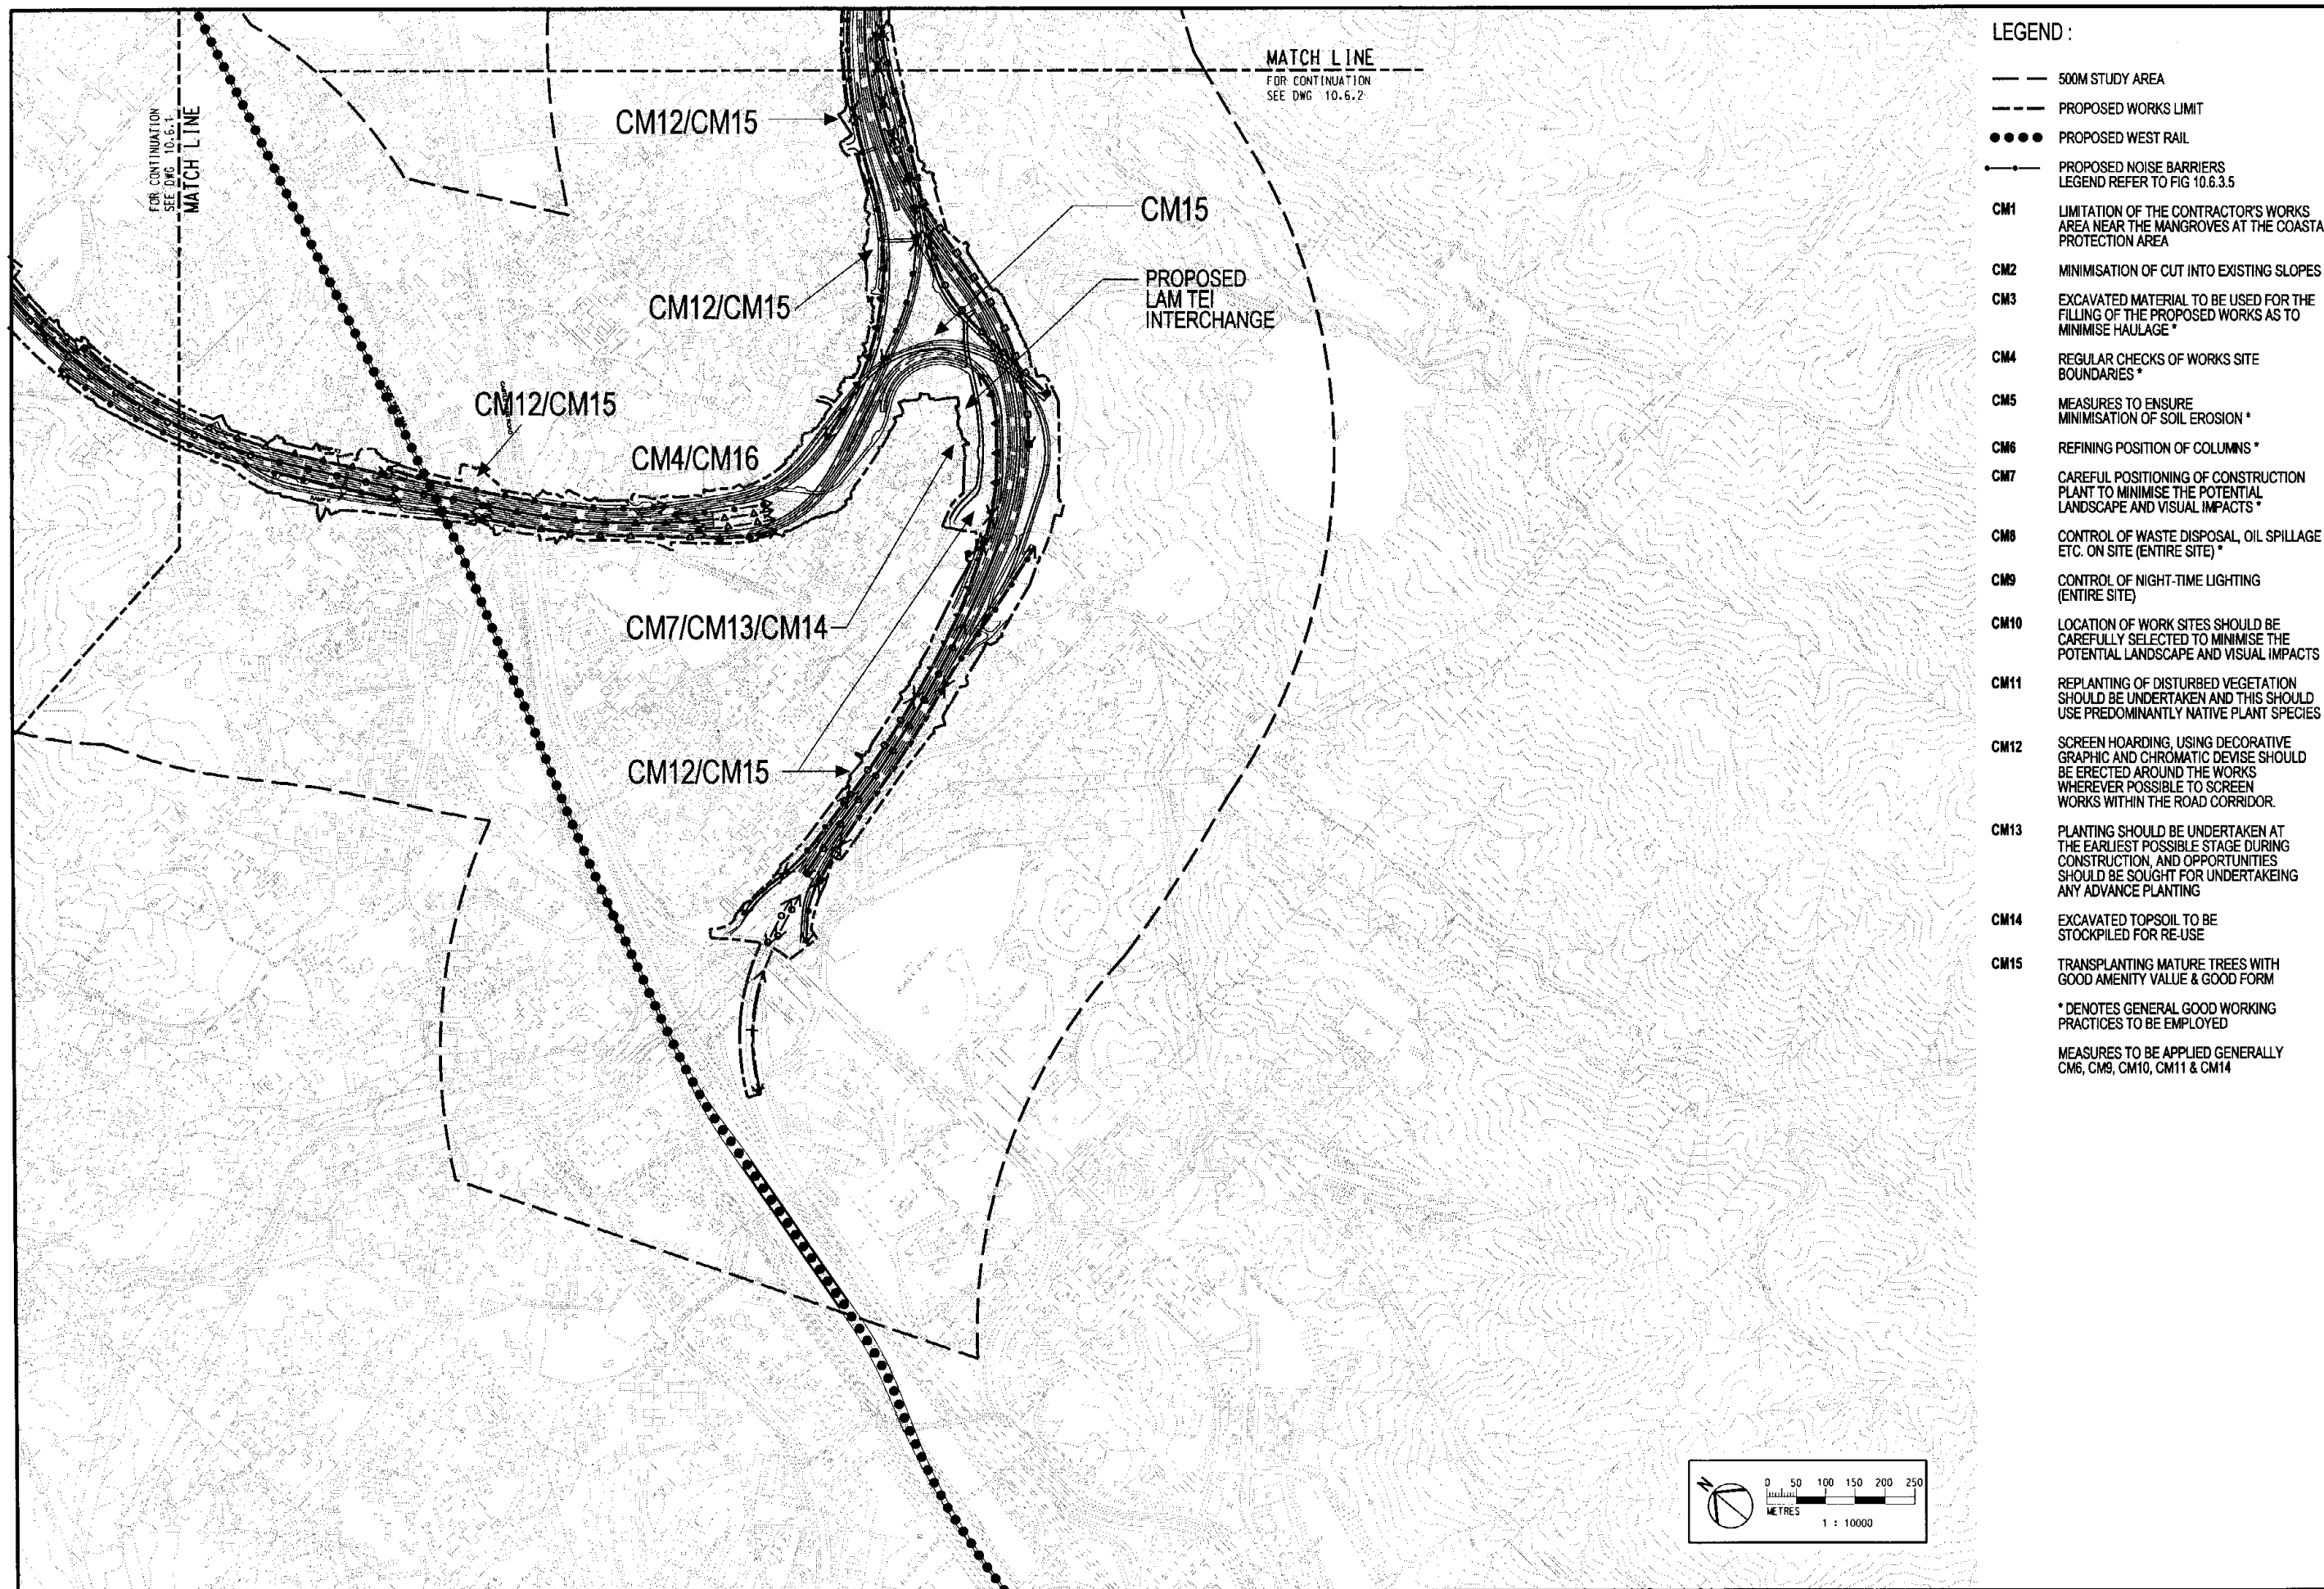 MATCH LINE
FOR CONTINUATION
SEE DWG 10.6.2
FOR CONTINUATION
SEE DWG 10.6.1
MATCH LINE
CM12/CM15
CM15
CM12/CM15
PROPOSED
LAM TEI
INTERCHANGE
CM12/CM15
CM4/CM16
CM7/CM13/CM14
CM12/CM15
N
0 50 100 150 200 250
METRES
1 : 10000
LEGEND :
500M STUDY AREA
PROPOSED WORKS LIMIT
PROPOSED WEST RAIL
PROPOSED NOISE BARRIERS
LEGEND REFER TO FIG 10.6.3.5
CM1 LIMITATION OF THE CONTRACTOR'S WORKS
AREA NEAR THE MANGROVES AT THE COASTA
PROTECTION AREA
CM2 MINIMISATION OF CUT INTO EXISTING SLOPES
CM3 EXCAVATED MATERIAL TO BE USED FOR THE
FILLING OF THE PROPOSED WORKS AS TO
MINIMISE HAULAGE *
CM4 REGULAR CHECKS OF WORKS SITE
BOUNDARIES *
CM5 MEASURES TO ENSURE
MINIMISATION OF SOIL EROSION *
CM6 REFINING POSITION OF COLUMNS *
CM7 CAREFUL POSITIONING OF CONSTRUCTION
PLANT TO MINIMISE THE POTENTIAL
LANDSCAPE AND VISUAL IMPACTS *
CM8 CONTROL OF WASTE DISPOSAL, OIL SPILLAGE
ETC. ON SITE (ENTIRE SITE) *
CM9 CONTROL OF NIGHT-TIME LIGHTING
(ENTIRE SITE)
CM10 LOCATION OF WORK SITES SHOULD BE
CAREFULLY SELECTED TO MINIMISE THE
POTENTIAL LANDSCAPE AND VISUAL IMPACTS
CM11 REPLANTING OF DISTURBED VEGETATION
SHOULD BE UNDERTAKEN AND THIS SHOULD
USE PREDOMINANTLY NATIVE PLANT SPECIES
CM12 SCREEN HOARDING, USING DECORATIVE
GRAPHIC AND CHROMATIC DEVISE SHOULD
BE ERECTED AROUND THE WORKS
WHEREVER POSSIBLE TO SCREEN
WORKS WITHIN THE ROAD CORRIDOR.
CM13 PLANTING SHOULD BE UNDERTAKEN AT
THE EARLIEST POSSIBLE STAGE DURING
CONSTRUCTION, AND OPPORTUNITIES
SHOULD BE SOUGHT FOR UNDERTAKEING
ANY ADVANCE PLANTING
CM14 EXCAVATED TOPSOIL TO BE
STOCKPILED FOR RE-USE
CM15 TRANSPLANTING MATURE TREES WITH
GOOD AMENITY VALUE & GOOD FORM
* DENOTES GENERAL GOOD WORKING
PRACTICES TO BE EMPLOYED
MEASURES TO BE APPLIED GENERALLY
CM6, CM9, CM10, CM11 & CM14